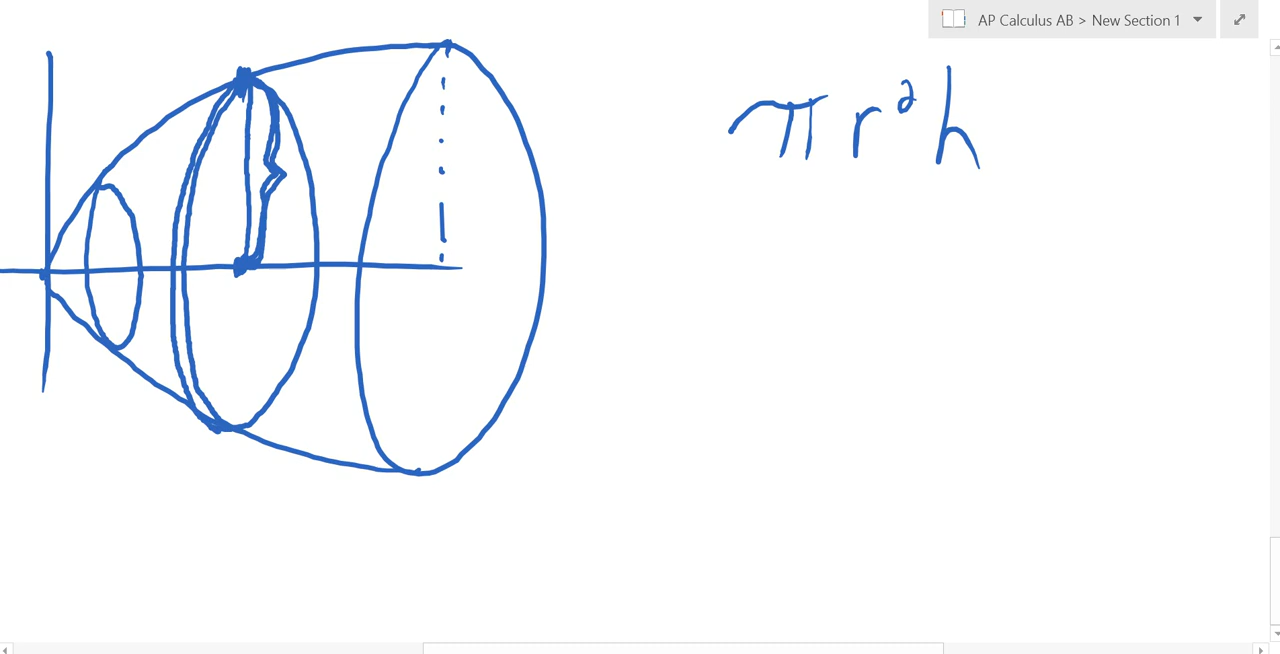 AP Calculus AB > New Section 1
πr²h